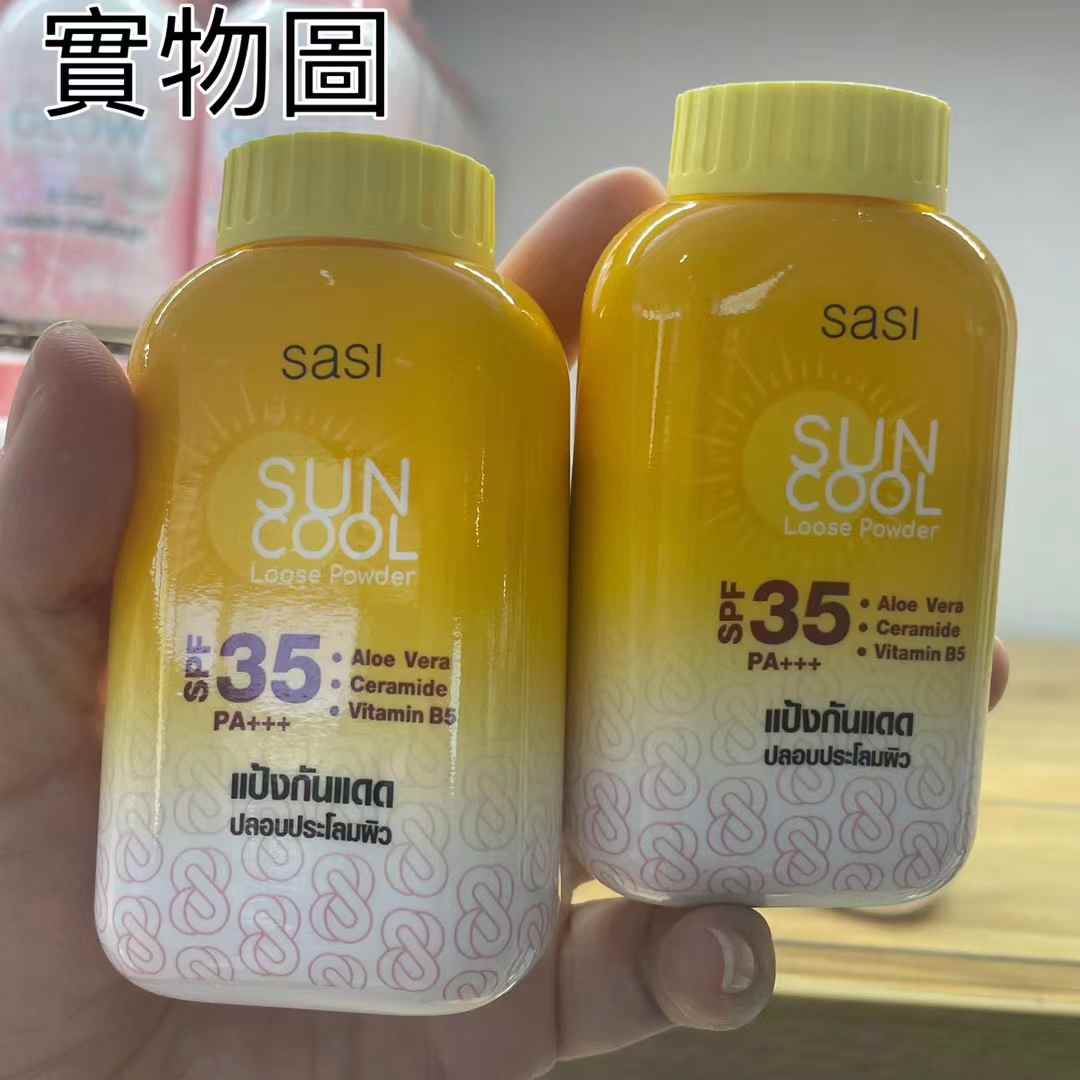 實物圖
GLOW
sasi
SUN
COOL
Loose Powder
SPF 35
PA+++
• Aloe Vera
• Ceramide
• Vitamin B5
แป้งกันแดด
ปลอบประโลมผิว
sasi
SUN
COOL
Loose Powder
SPF 35
PA+++
• Aloe Vera
• Ceramide
• Vitamin B5
แป้งกันแดด
ปลอบประโลมผิว